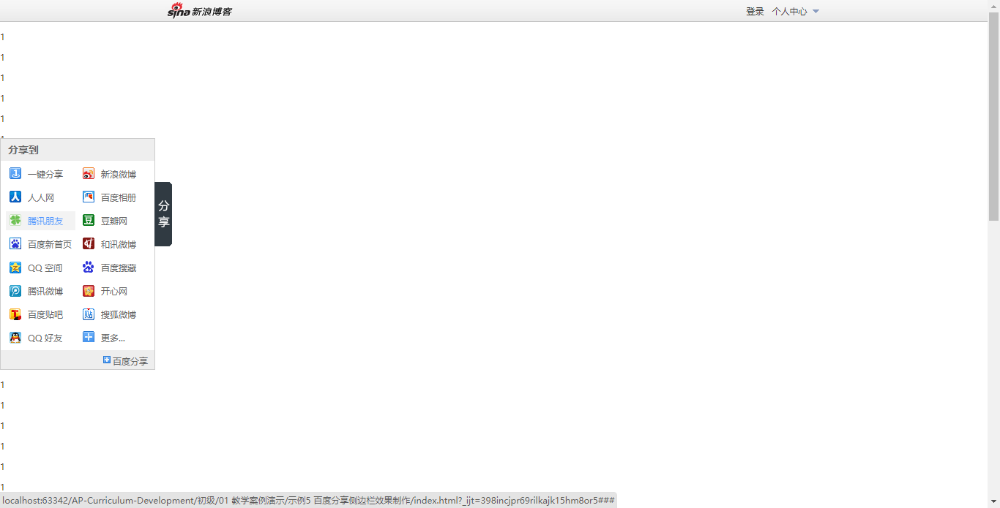 sina 新浪博客 登录 个人中心
1
1
1
1
1
分享到
一键分享 新浪微博
人人网 百度相册
分享
腾讯朋友 豆瓣网
百度新首页 和讯微博
QQ 空间 百度搜藏
腾讯微博 开心网
百度贴吧 搜狐微博
QQ 好友 更多...
百度分享
1
1
1
1
1
1
localhost:63342/AP-Curriculum-Development/初级/01 教学案例演示/示例5 百度分享侧边栏效果制作/index.html?_ijt=398incjpr69rilkajk15hm8or5###